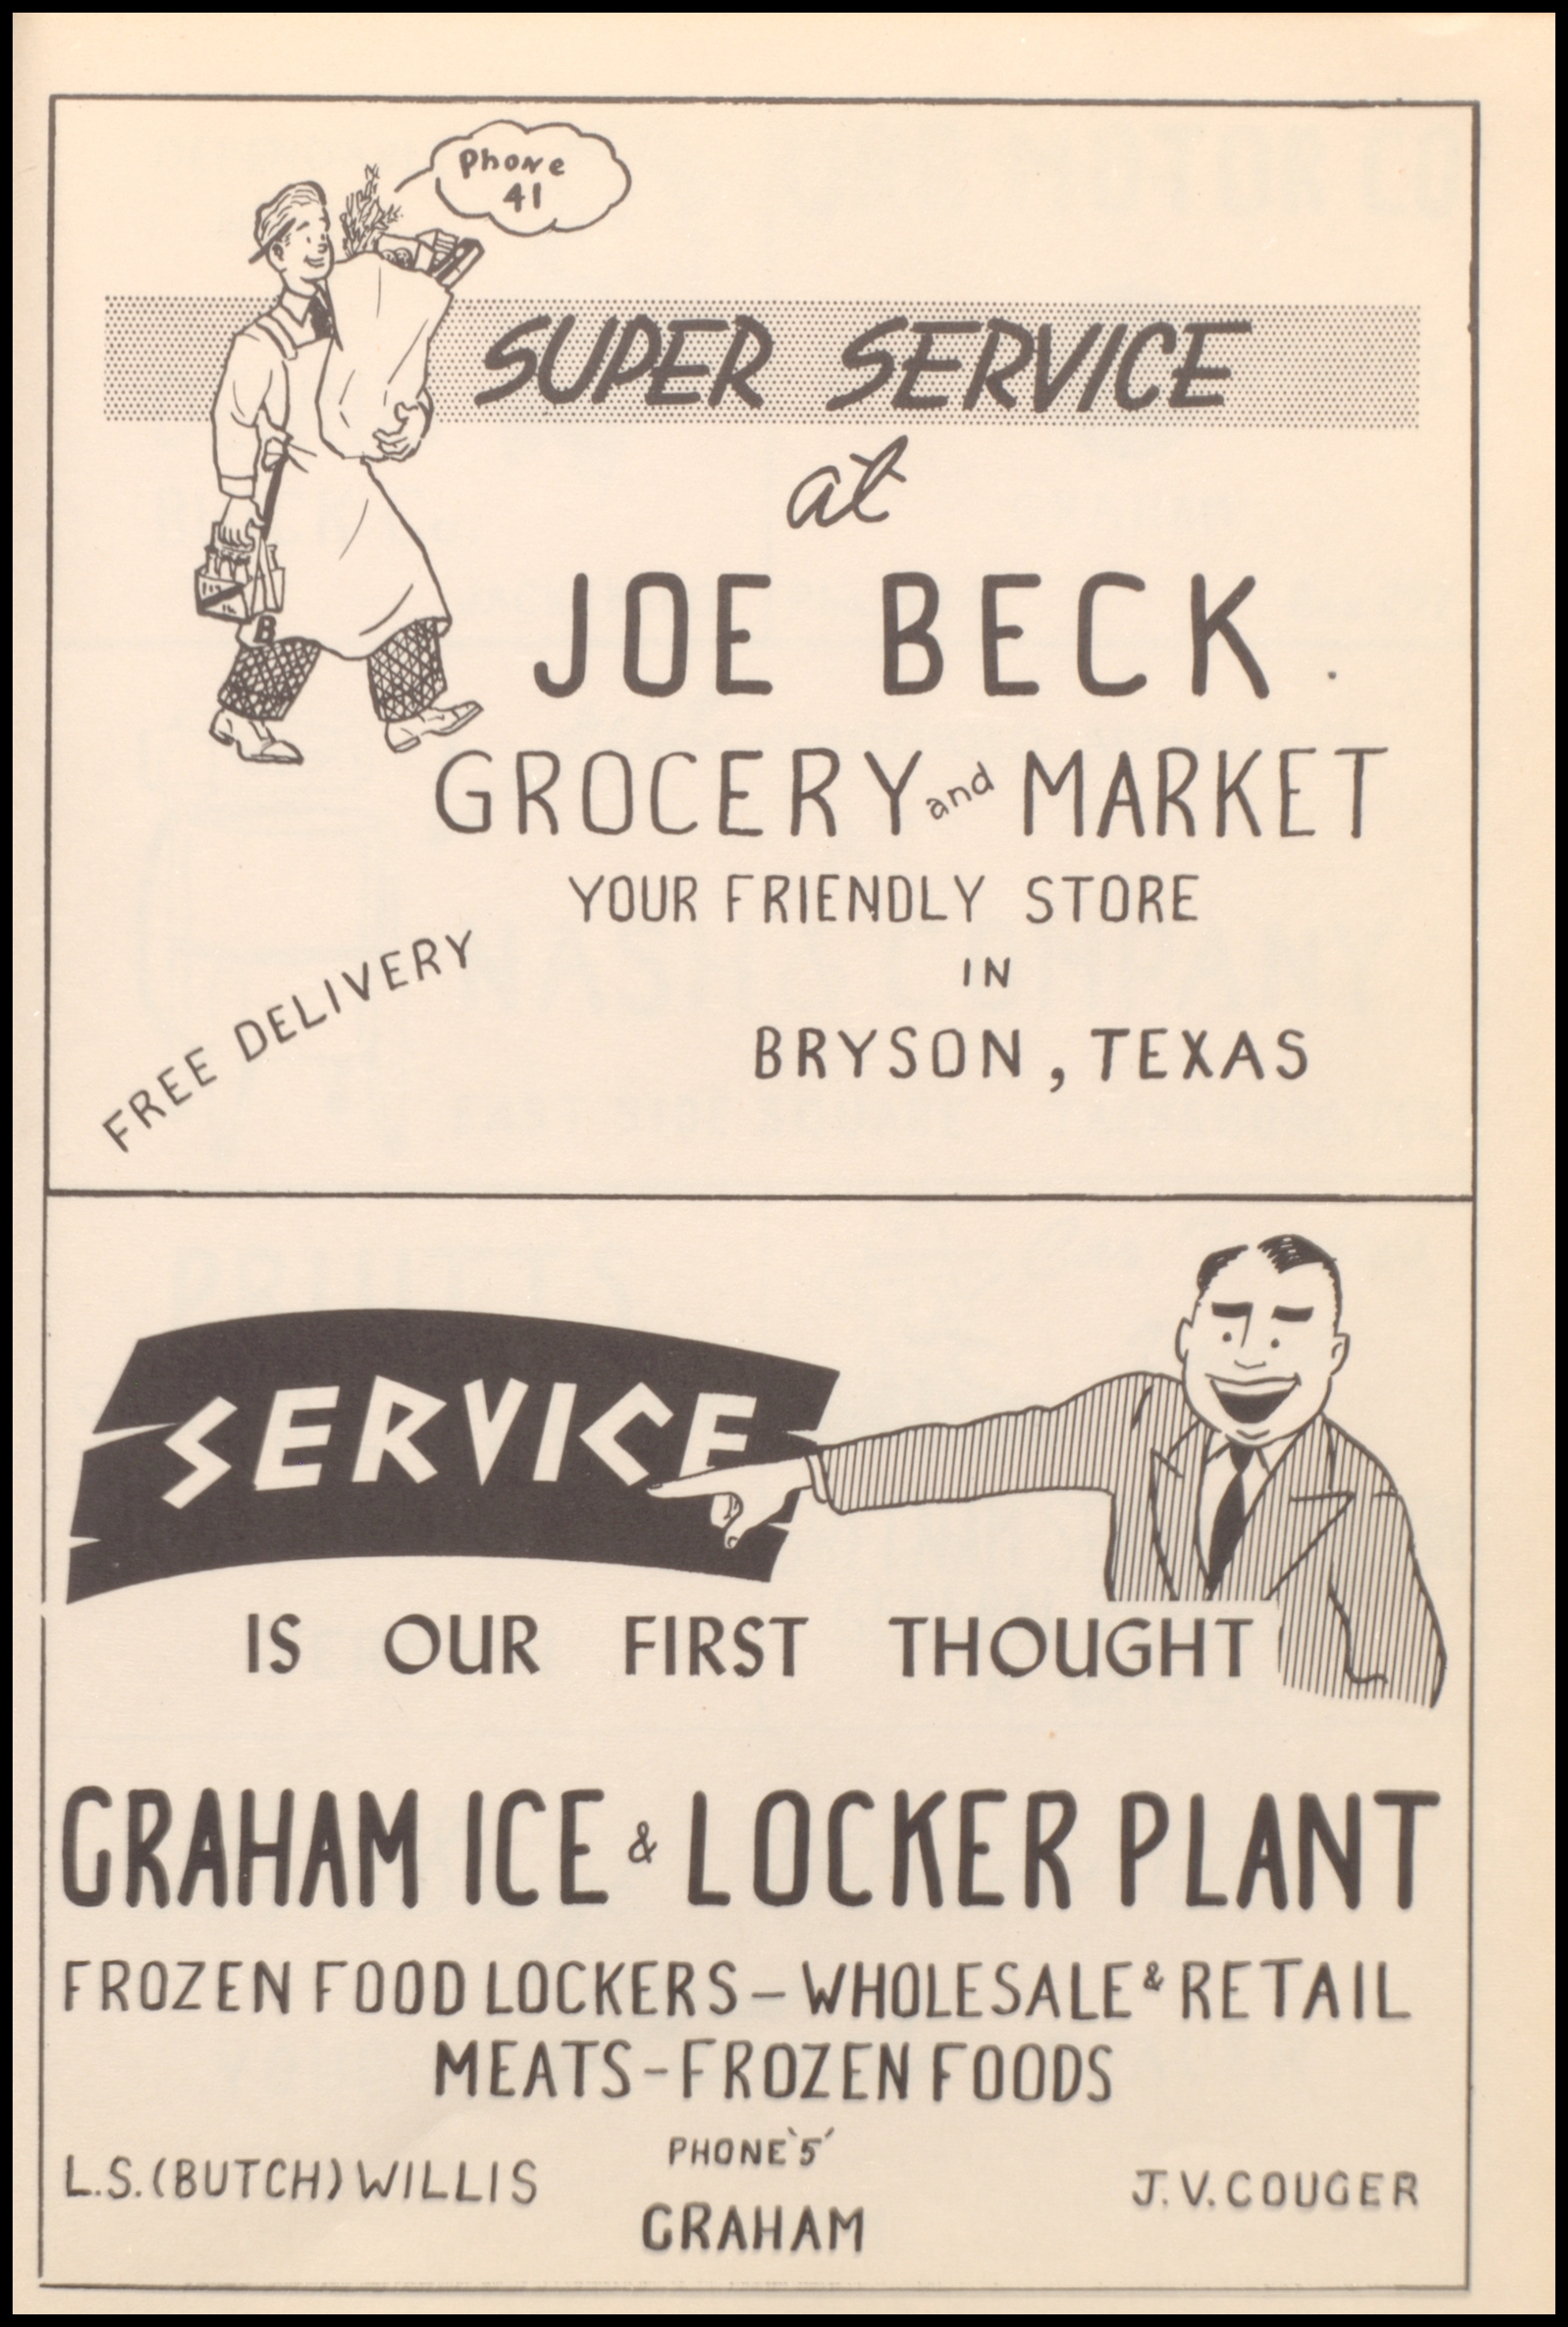 Phone
41
SUPER SERVICE
at
JOE BECK.
GROCERY and MARKET
YOUR FRIENDLY STORE
IN
BRYSON, TEXAS
FREE DELIVERY
B
SERVICE
IS OUR FIRST THOUGHT
GRAHAM ICE & LOCKER PLANT
FROZEN FOOD LOCKERS – WHOLESALE & RETAIL
MEATS - FROZEN FOODS
PHONE '5'
L.S. (BUTCH) WILLIS
J.V. COUGER
GRAHAM